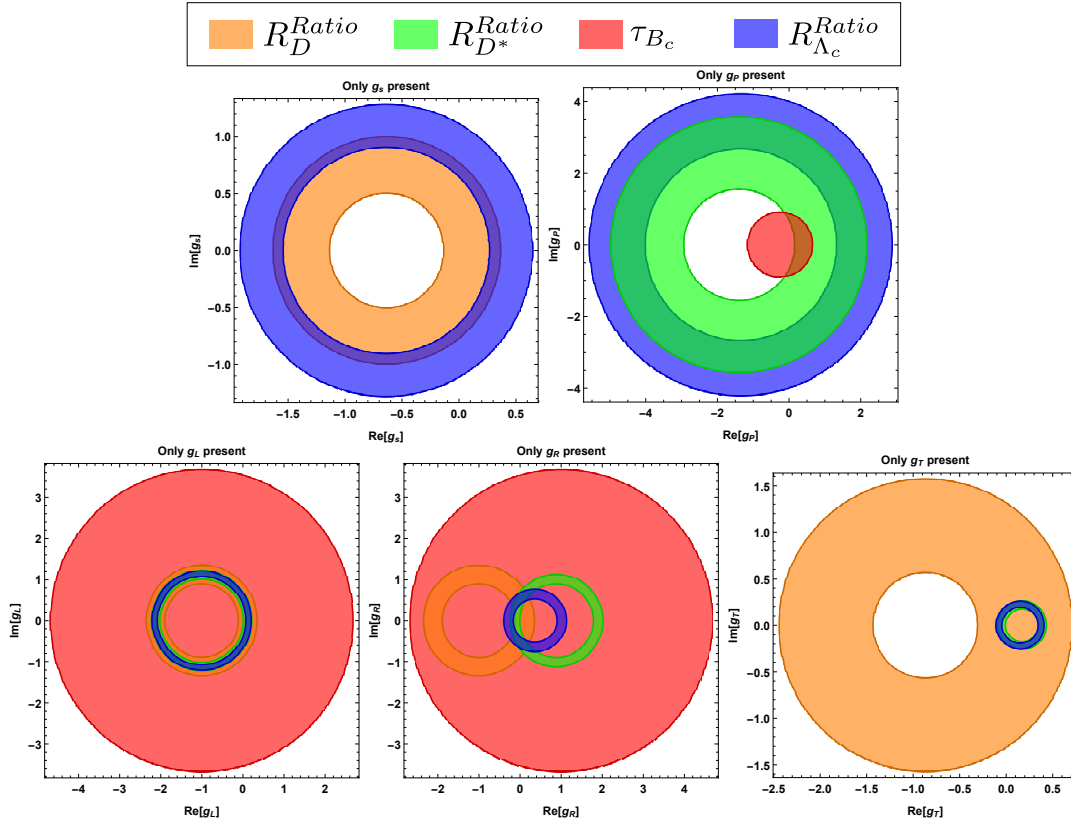 R_D^{Ratio} R_{D*}^{Ratio} τ_{B_c} R_{Λ_c}^{Ratio}
Only g_s present
Im[g_s]
1.0
0.5
0.0
-0.5
-1.0
-1.5 -1.0 -0.5 0.0 0.5
Re[g_s]
Only g_P present
Im[g_P]
4
2
0
-2
-4
-4 -2 0 2
Re[g_P]
Only g_L present
Im[g_L]
3
2
1
0
-1
-2
-3
-4 -3 -2 -1 0 1 2
Re[g_L]
Only g_R present
Im[g_R]
3
2
1
0
-1
-2
-3
-2 -1 0 1 2 3 4
Re[g_R]
Only g_T present
Im[g_T]
1.5
1.0
0.5
0.0
-0.5
-1.0
-1.5
-2.5 -2.0 -1.5 -1.0 -0.5 0.0 0.5
Re[g_T]